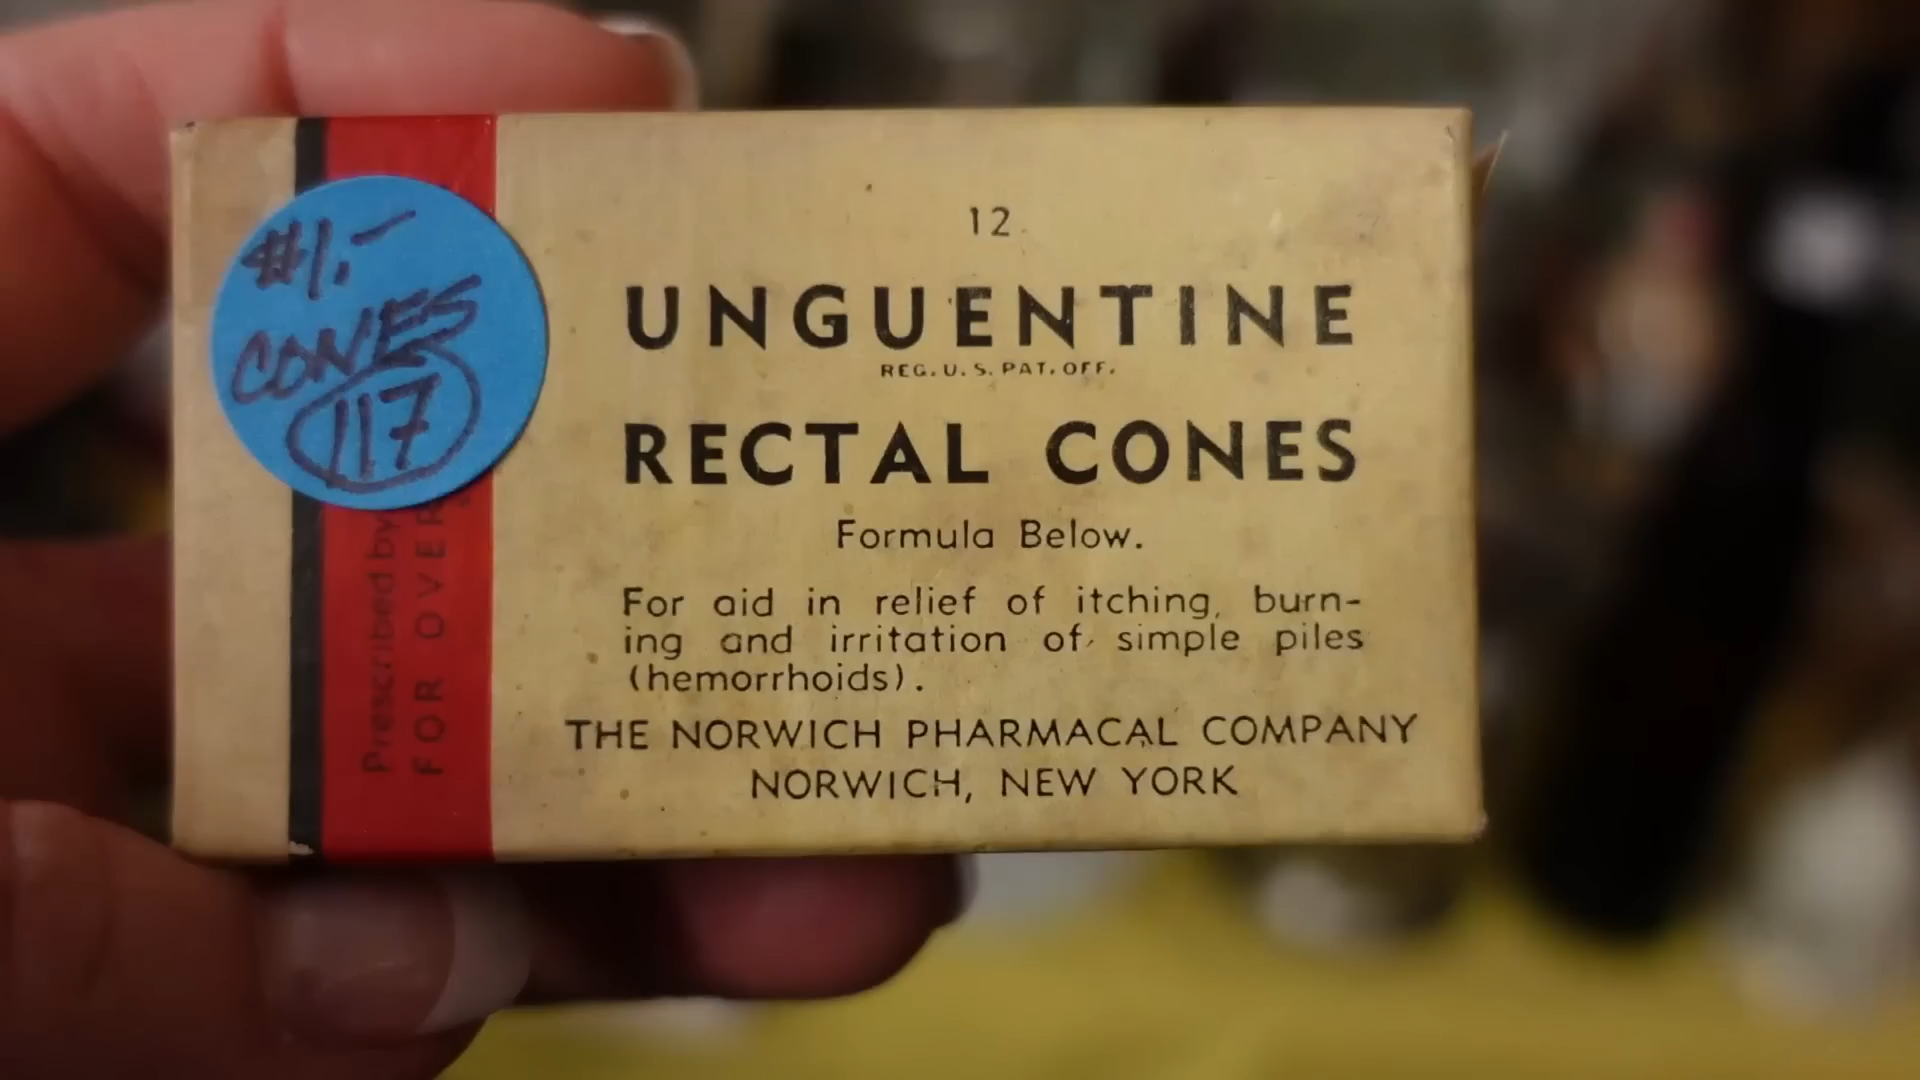 #1.-
CONES
117
Prescribed by
FOR OVER
12
UNGUENTINE
REG. U. S. PAT. OFF.
RECTAL CONES
Formula Below.
For aid in relief of itching, burn-
ing and irritation of simple piles
(hemorrhoids).
THE NORWICH PHARMACAL COMPANY
NORWICH, NEW YORK